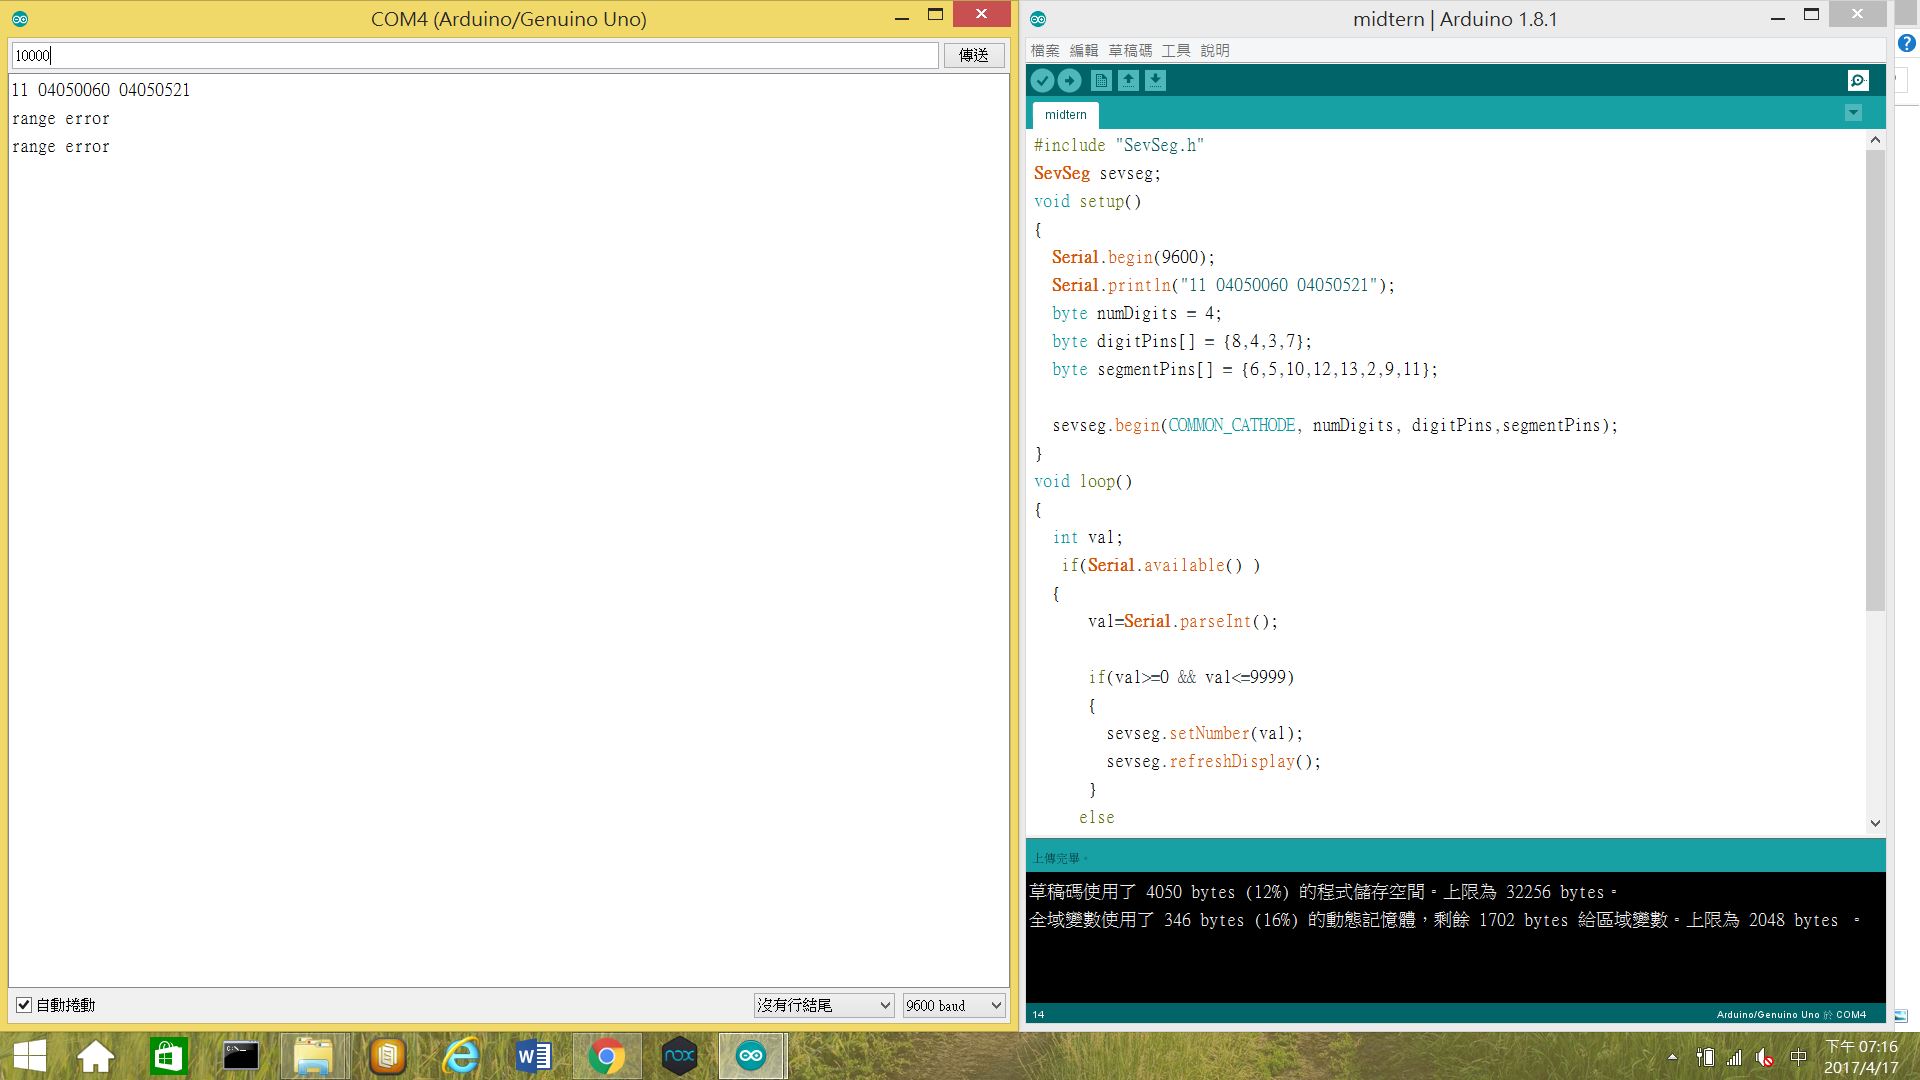 COM4 (Arduino/Genuino Uno)
10000
傳送
11 04050060 04050521
range error
range error
自動捲動
沒有行結尾
9600 baud
midtern | Arduino 1.8.1
檔案 編輯 草稿碼 工具 說明
midtern
#include "SevSeg.h"
SevSeg sevseg;
void setup()
{
Serial.begin(9600);
Serial.println("11 04050060 04050521");
byte numDigits = 4;
byte digitPins[] = {8,4,3,7};
byte segmentPins[] = {6,5,10,12,13,2,9,11};
sevseg.begin(COMMON_CATHODE, numDigits, digitPins,segmentPins);
}
void loop()
{
int val;
if(Serial.available() )
{
val=Serial.parseInt();
if(val>=0 && val<=9999)
{
sevseg.setNumber(val);
sevseg.refreshDisplay();
}
else
上傳完畢。
草稿碼使用了 4050 bytes (12%) 的程式儲存空間。上限為 32256 bytes。
全域變數使用了 346 bytes (16%) 的動態記憶體，剩餘 1702 bytes 給區域變數。上限為 2048 bytes 。
14
Arduino/Genuino Uno 於 COM4
nox
中
下午 07:16
2017/4/17